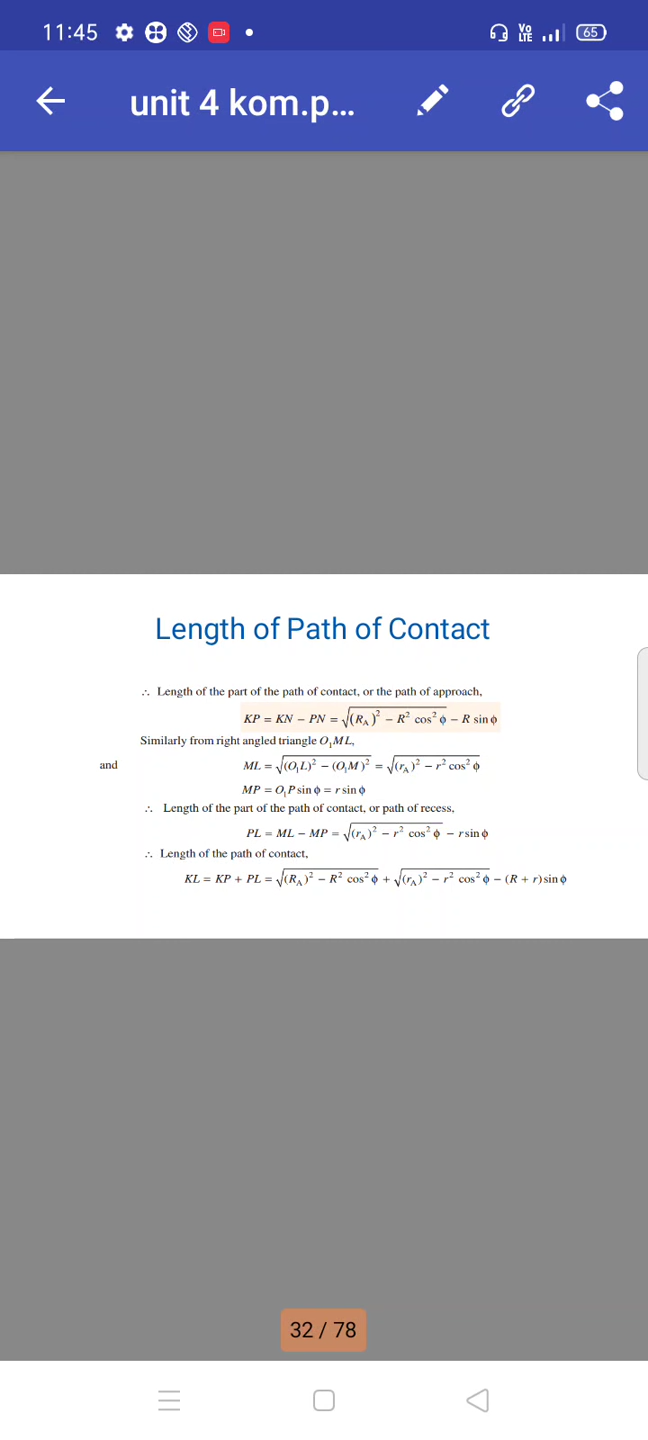 11:45
Vo
LTE
65
unit 4 kom.p...
Length of Path of Contact
∴ Length of the part of the path of contact, or the path of approach,
KP = KN − PN = √((R_A)² − R² cos² ϕ) − R sin ϕ
Similarly from right angled triangle O₁ML,
and ML = √((O₁L)² − (O₁M)²) = √((r_A)² − r² cos² ϕ)
MP = O₁P sin ϕ = r sin ϕ
∴ Length of the part of the path of contact, or path of recess,
PL = ML − MP = √((r_A)² − r² cos² ϕ) − r sin ϕ
∴ Length of the path of contact,
KL = KP + PL = √((R_A)² − R² cos² ϕ) + √((r_A)² − r² cos² ϕ) − (R + r) sin ϕ
32 / 78